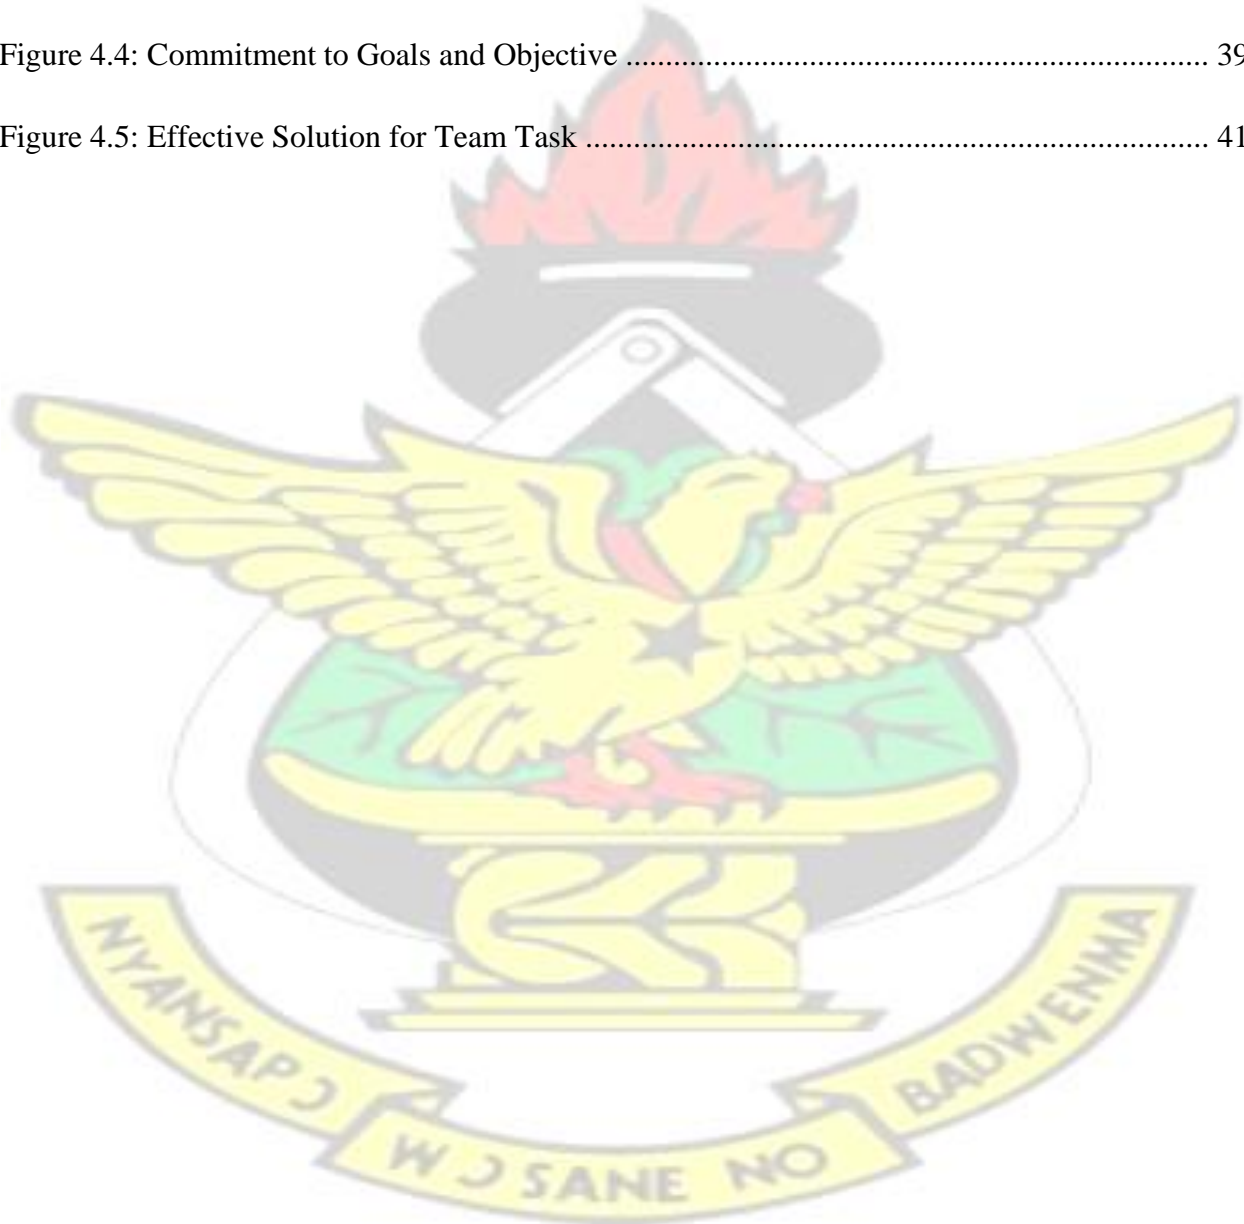 Figure 4.4: Commitment to Goals and Objective ........................................................................... 39
Figure 4.5: Effective Solution for Team Task ................................................................................ 41
NYANSAPƆ
WƆSANE NO
BADWENMA